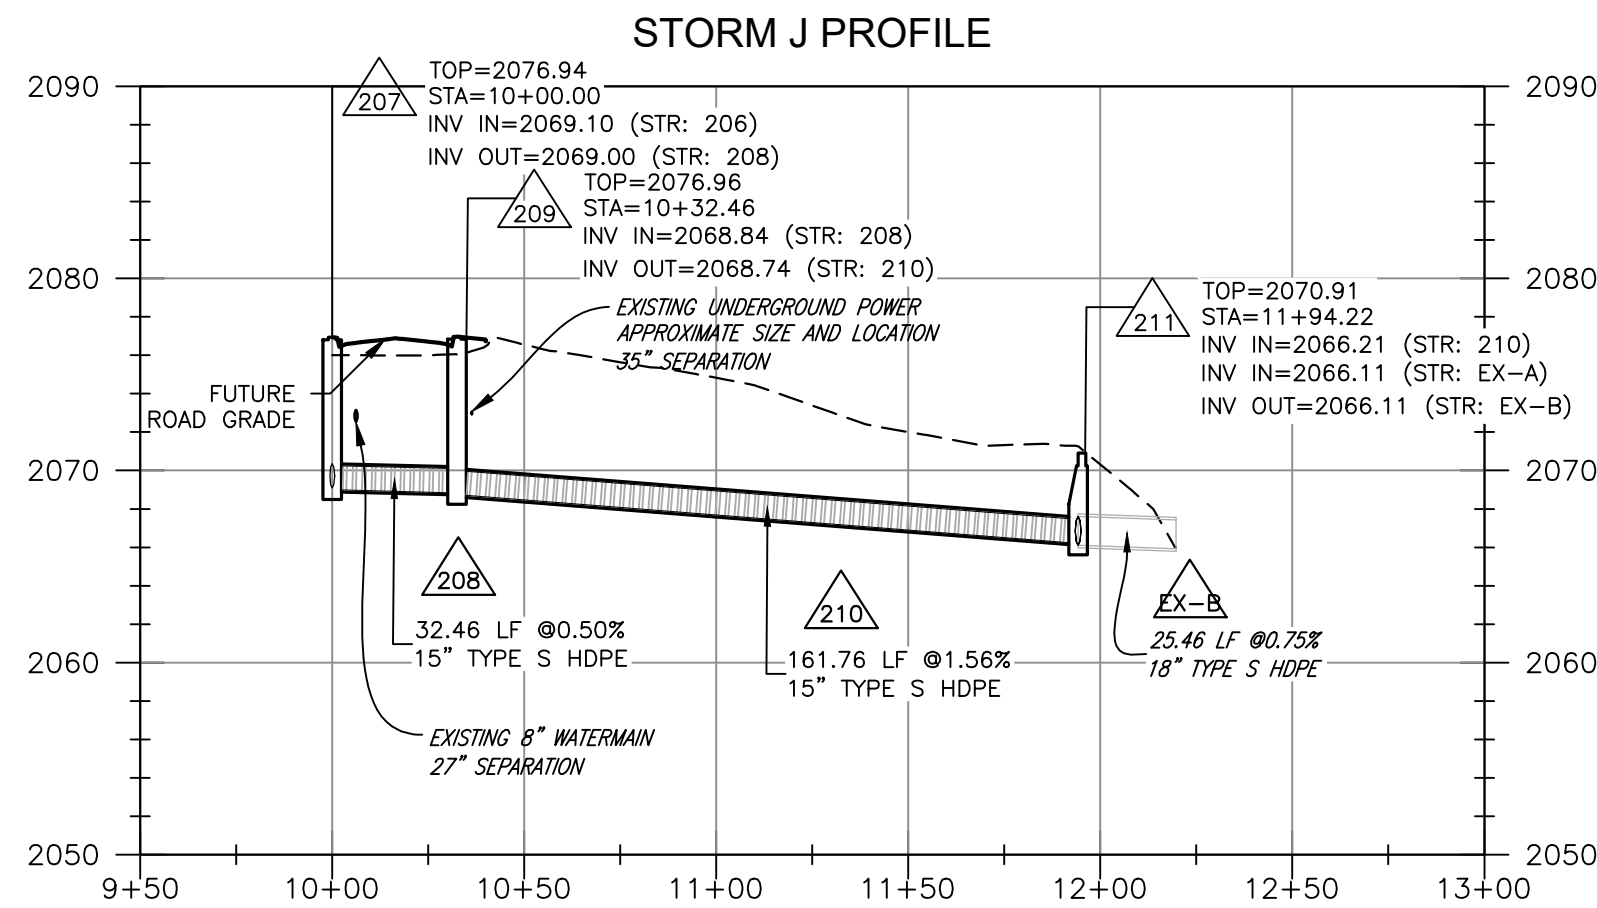 STORM J PROFILE
207
TOP=2076.94
STA=10+00.00
INV IN=2069.10 (STR: 206)
INV OUT=2069.00 (STR: 208)
209
TOP=2076.96
STA=10+32.46
INV IN=2068.84 (STR: 208)
INV OUT=2068.74 (STR: 210)
EXISTING UNDERGROUND POWER
APPROXIMATE SIZE AND LOCATION
35" SEPARATION
211
TOP=2070.91
STA=11+94.22
INV IN=2066.21 (STR: 210)
INV IN=2066.11 (STR: EX-A)
INV OUT=2066.11 (STR: EX-B)
FUTURE
ROAD GRADE
208
32.46 LF @0.50%
15" TYPE S HDPE
210
161.76 LF @1.56%
15" TYPE S HDPE
EX-B
25.46 LF @0.75%
18" TYPE S HDPE
EXISTING 8" WATERMAIN
27" SEPARATION
2090
2080
2070
2060
2050
2090
2080
2070
2060
2050
9+50 10+00 10+50 11+00 11+50 12+00 12+50 13+00